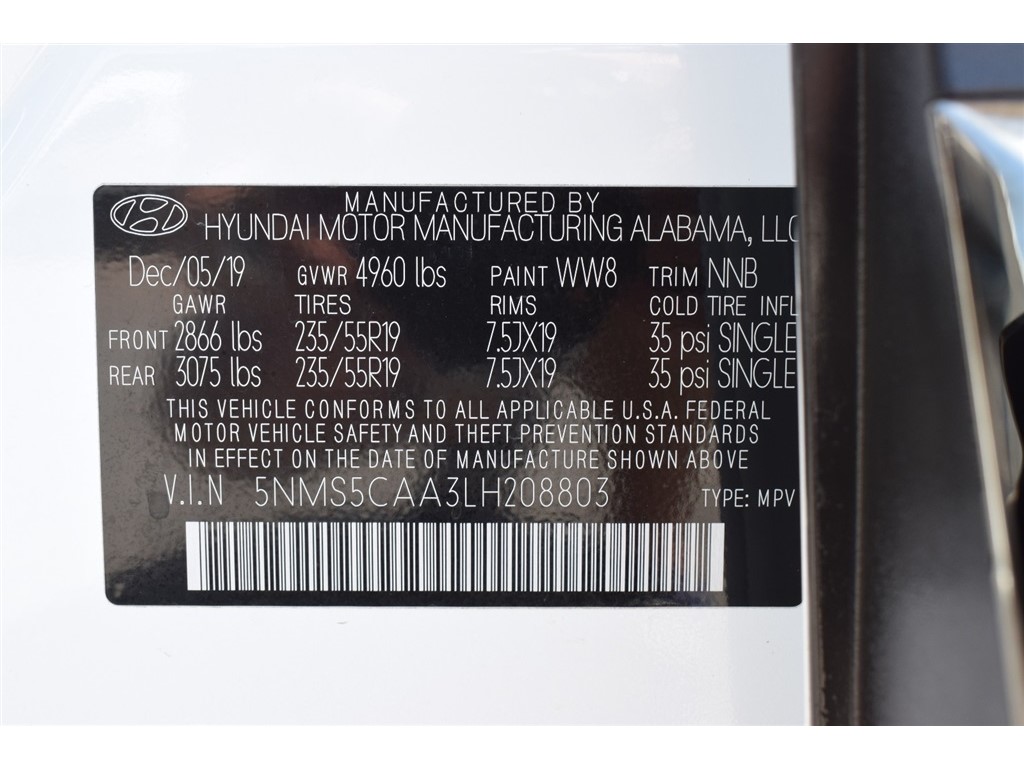 MANUFACTURED BY
HYUNDAI MOTOR MANUFACTURING ALABAMA, LLC
Dec/05/19 GVWR 4960 lbs PAINT WW8 TRIM NNB
GAWR TIRES RIMS COLD TIRE INFL
FRONT 2866 lbs 235/55R19 7.5JX19 35 psi SINGLE
REAR 3075 lbs 235/55R19 7.5JX19 35 psi SINGLE
THIS VEHICLE CONFORMS TO ALL APPLICABLE U.S.A. FEDERAL
MOTOR VEHICLE SAFETY AND THEFT PREVENTION STANDARDS
IN EFFECT ON THE DATE OF MANUFACTURE SHOWN ABOVE
V.I.N 5NMS5CAA3LH208803 TYPE: MPV